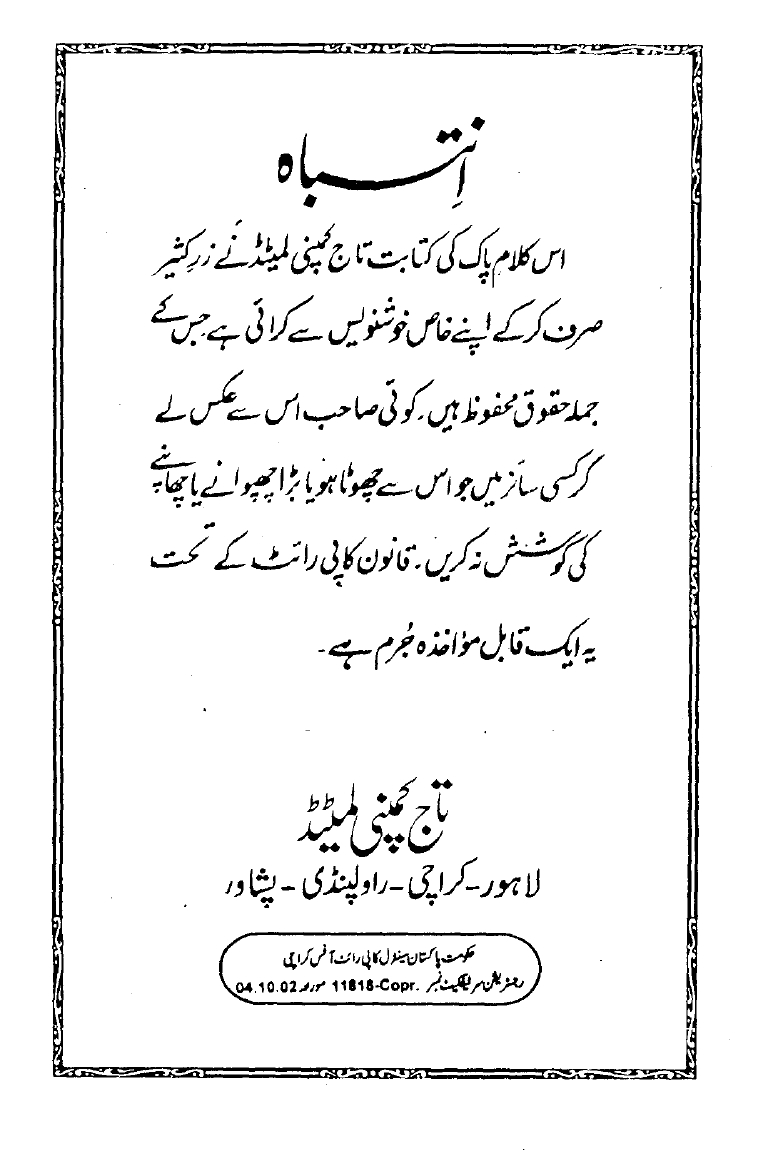 اِنتباہ
اس کلامِ پاک کی کتابت تاج کمپنی لمیٹڈ نے زرِ کثیر
صرف کر کے اپنے خاص خوشنویس سے کرائی ہے جس کے
جملہ حقوق محفوظ ہیں۔ کوئی صاحب اس سے عکس لے
کر کسی سائز میں جو اس سے چھوٹا ہو یا بڑا چھپوانے یا چھاپنے
کی کوشش نہ کریں۔ قانون کاپی رائٹ کے تحت
یہ ایک قابل مؤاخذہ جُرم ہے۔
تاج کمپنی لمیٹڈ
لاہور - کراچی - راولپنڈی - پشاور
حکومت پاکستان سینٹرل کاپی رائٹ آفس کراچی
رجسٹریشن سرٹیفکیٹ نمبر 11818-Copr. مورخہ 04.10.02